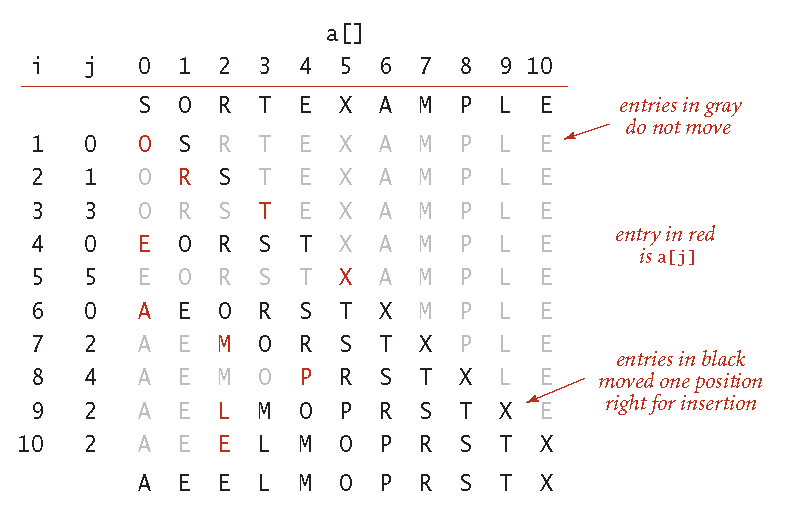 a[]
i j 0 1 2 3 4 5 6 7 8 9 10
S O R T E X A M P L E
entries in gray
do not move
1 0 O S R T E X A M P L E
2 1 O R S T E X A M P L E
3 3 O R S T E X A M P L E
4 0 E O R S T X A M P L E
entry in red
is a[j]
5 5 E O R S T X A M P L E
6 0 A E O R S T X M P L E
7 2 A E M O R S T X P L E
8 4 A E M O P R S T X L E
entries in black
moved one position
right for insertion
9 2 A E L M O P R S T X E
10 2 A E E L M O P R S T X
A E E L M O P R S T X